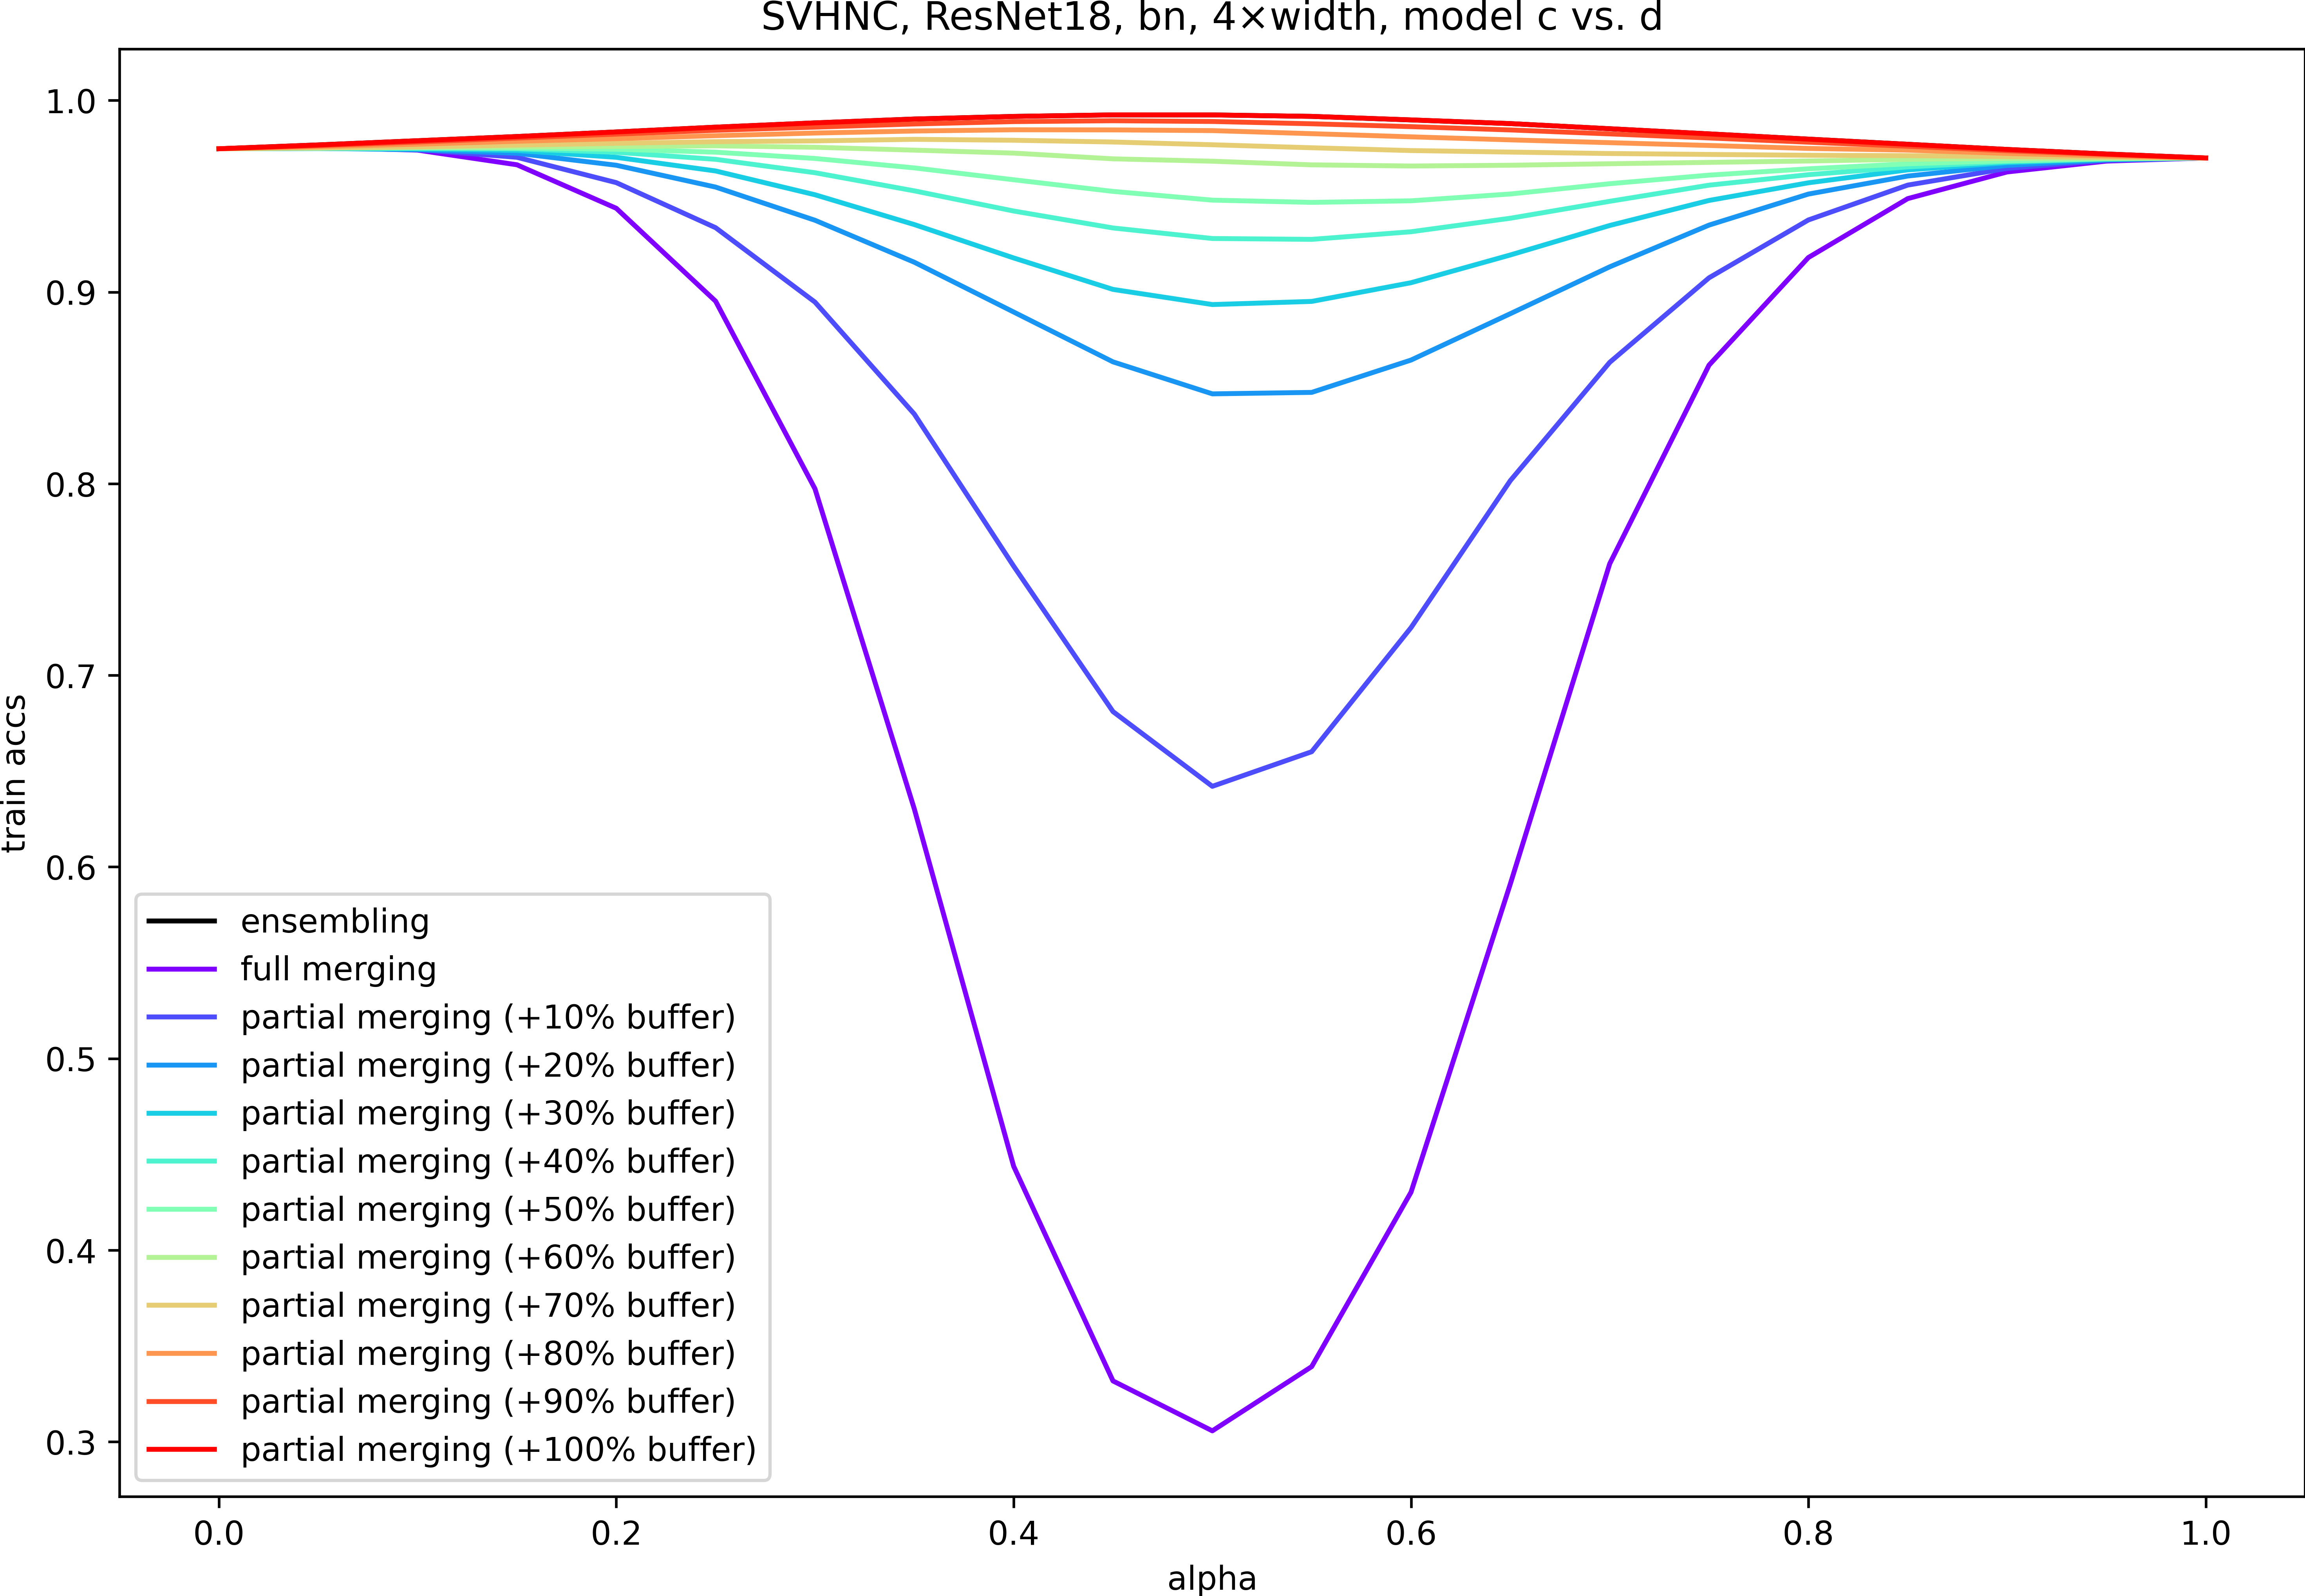 SVHNC, ResNet18, bn, 4×width, model c vs. d
train accs
1.0
0.9
0.8
0.7
0.6
0.5
0.4
0.3
ensembling
full merging
partial merging (+10% buffer)
partial merging (+20% buffer)
partial merging (+30% buffer)
partial merging (+40% buffer)
partial merging (+50% buffer)
partial merging (+60% buffer)
partial merging (+70% buffer)
partial merging (+80% buffer)
partial merging (+90% buffer)
partial merging (+100% buffer)
0.0 0.2 0.4 0.6 0.8 1.0
alpha